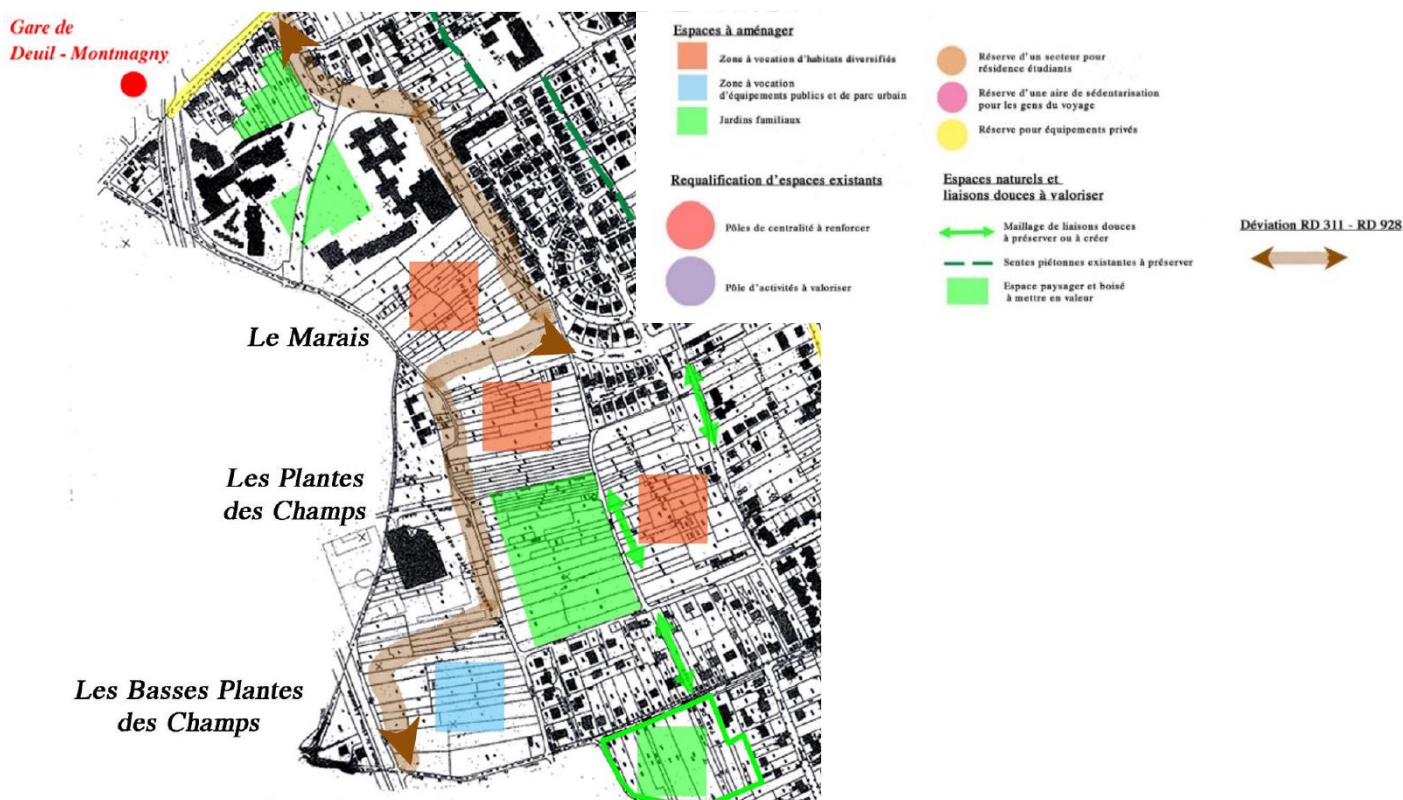 Gare de
Deuil - Montmagny
Le Marais
Les Plantes
des Champs
Les Basses Plantes
des Champs
Espaces à aménager
Zone à vocation d'habitats diversifiés
Zone à vocation
d'équipements publics et de parc urbain
Jardins familiaux
Réserve d'un secteur pour
résidence étudiants
Réserve d'une aire de sédentarisation
pour les gens du voyage
Réserve pour équipements privés
Requalification d'espaces existants
Pôles de centralité à renforcer
Pôle d'activités à valoriser
Espaces naturels et
liaisons douces à valoriser
Maillage de liaisons douces
à préserver ou à créer
Sentes piétonnes existantes à préserver
Espace paysager et boisé
à mettre en valeur
Déviation RD 311 - RD 928